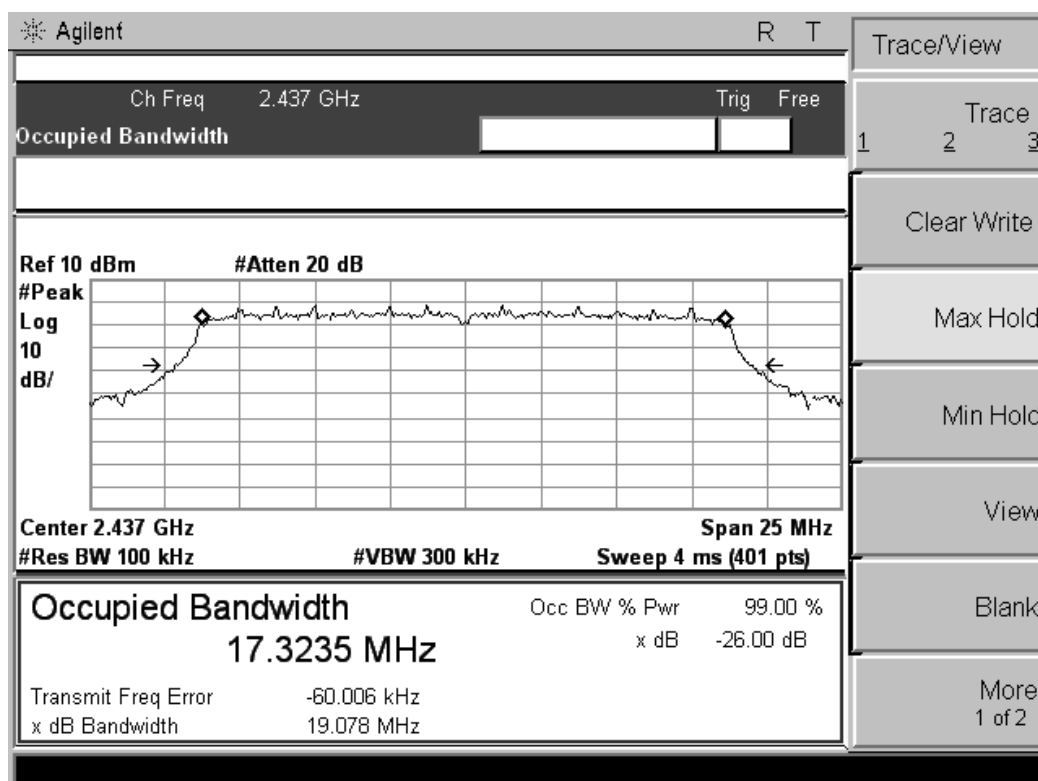 Agilent R T
Ch Freq 2.437 GHz Trig Free
Occupied Bandwidth
Ref 10 dBm #Atten 20 dB
#Peak
Log
10
dB/
Center 2.437 GHz Span 25 MHz
#Res BW 100 kHz #VBW 300 kHz Sweep 4 ms (401 pts)
Occupied Bandwidth
17.3235 MHz
Occ BW % Pwr 99.00 %
x dB -26.00 dB
Transmit Freq Error -60.006 kHz
x dB Bandwidth 19.078 MHz
Trace/View
Trace
1 2 3
Clear Write
Max Hold
Min Hold
View
Blank
More
1 of 2